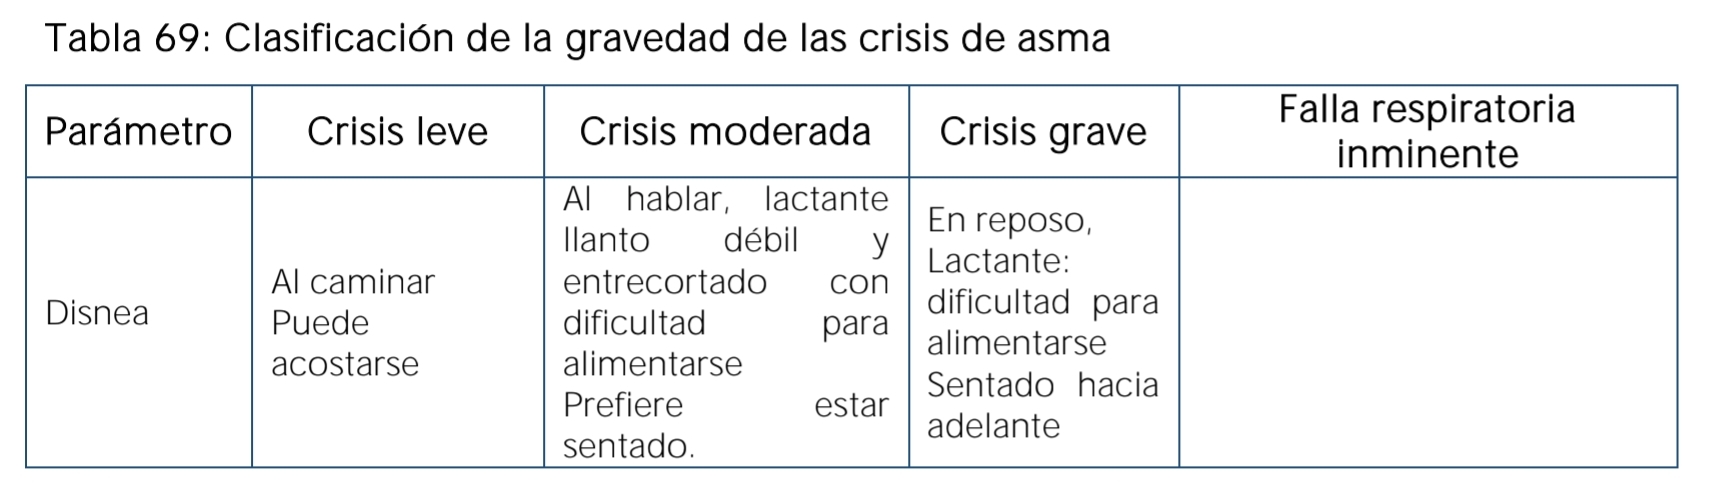 Tabla 69: Clasificación de la gravedad de las crisis de asma
Parámetro
Crisis leve
Crisis moderada
Crisis grave
Falla respiratoria
inminente
Disnea
Al caminar
Puede
acostarse
Al hablar, lactante
llanto débil y
entrecortado con
dificultad para
alimentarse
Prefiere estar
sentado.
En reposo,
Lactante:
dificultad para
alimentarse
Sentado hacia
adelante